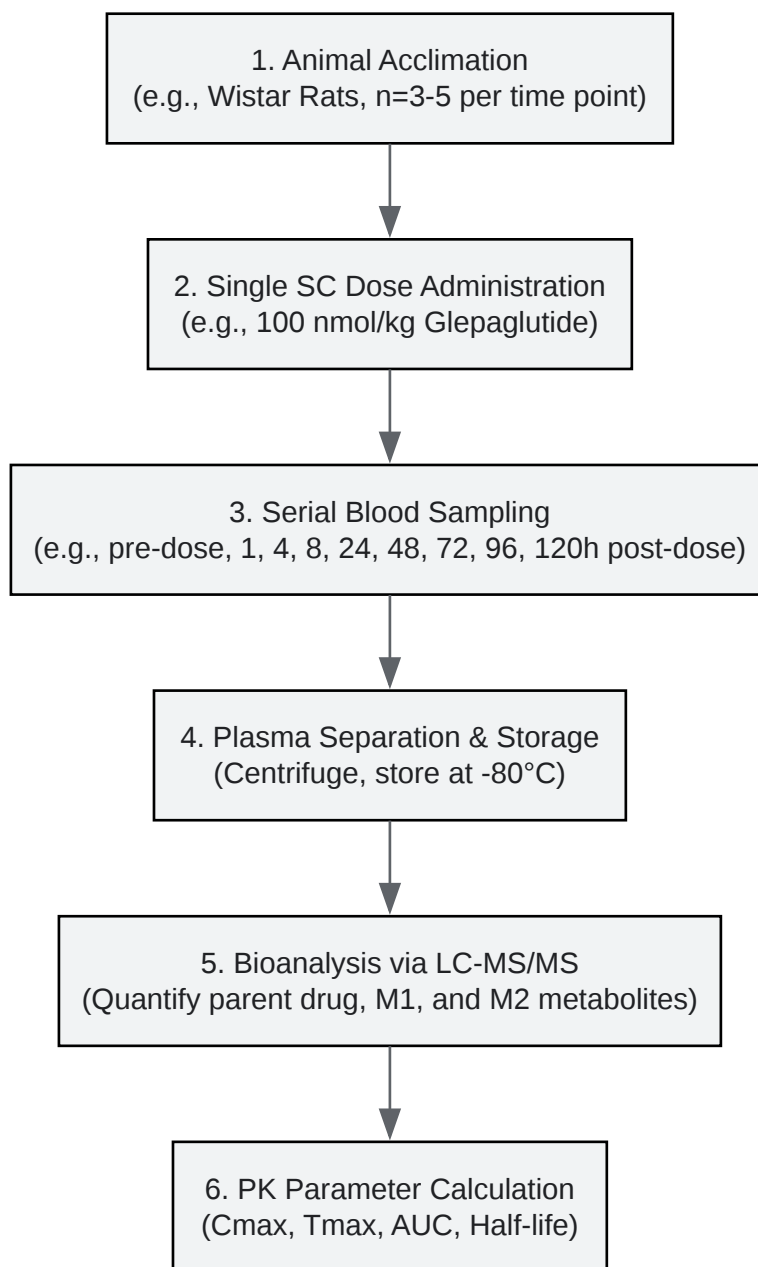 1. Animal Acclimation
(e.g., Wistar Rats, n=3-5 per time point)
2. Single SC Dose Administration
(e.g., 100 nmol/kg Glepaglutide)
3. Serial Blood Sampling
(e.g., pre-dose, 1, 4, 8, 24, 48, 72, 96, 120h post-dose)
4. Plasma Separation & Storage
(Centrifuge, store at -80°C)
5. Bioanalysis via LC-MS/MS
(Quantify parent drug, M1, and M2 metabolites)
6. PK Parameter Calculation
(Cmax, Tmax, AUC, Half-life)